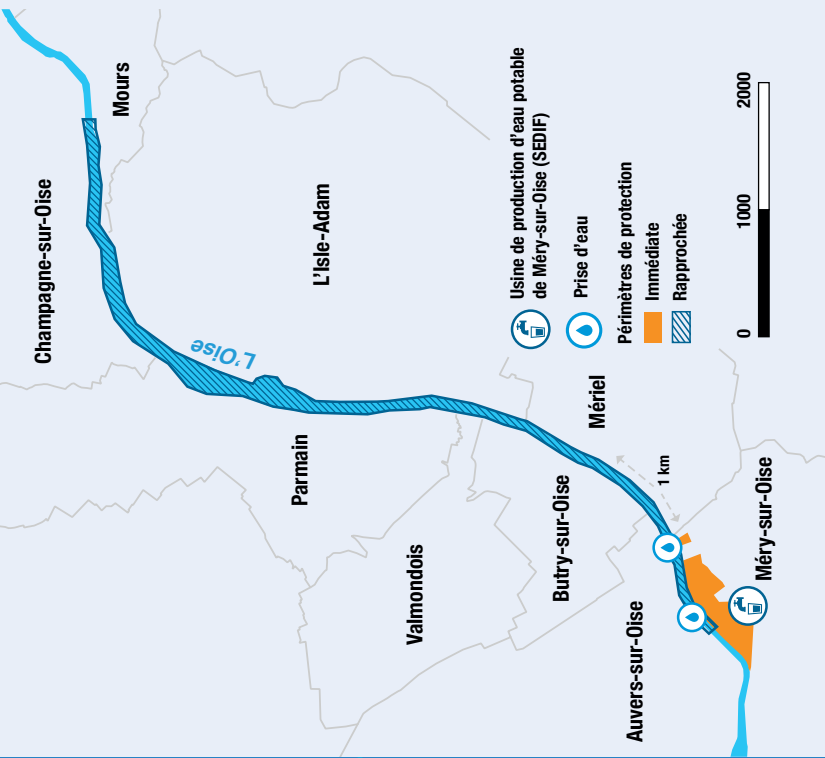 Champagne-sur-Oise
Mours
L'Oise
L'Isle-Adam
Parmain
Valmondois
Butry-sur-Oise
Mériel
Auvers-sur-Oise
1 km
Méry-sur-Oise
Usine de production d'eau potable
de Méry-sur-Oise (SEDIF)
Prise d'eau
Périmètres de protection
Immédiate
Rapprochée
0
1000
2000